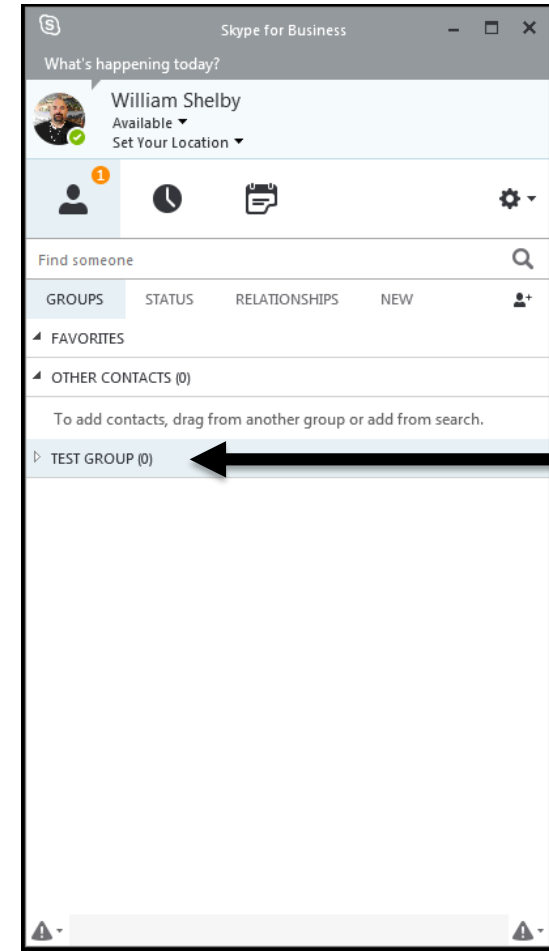 Skype for Business
What's happening today?
William Shelby
Available
Set Your Location
1
Find someone
GROUPS STATUS RELATIONSHIPS NEW
FAVORITES
OTHER CONTACTS (0)
To add contacts, drag from another group or add from search.
TEST GROUP (0)